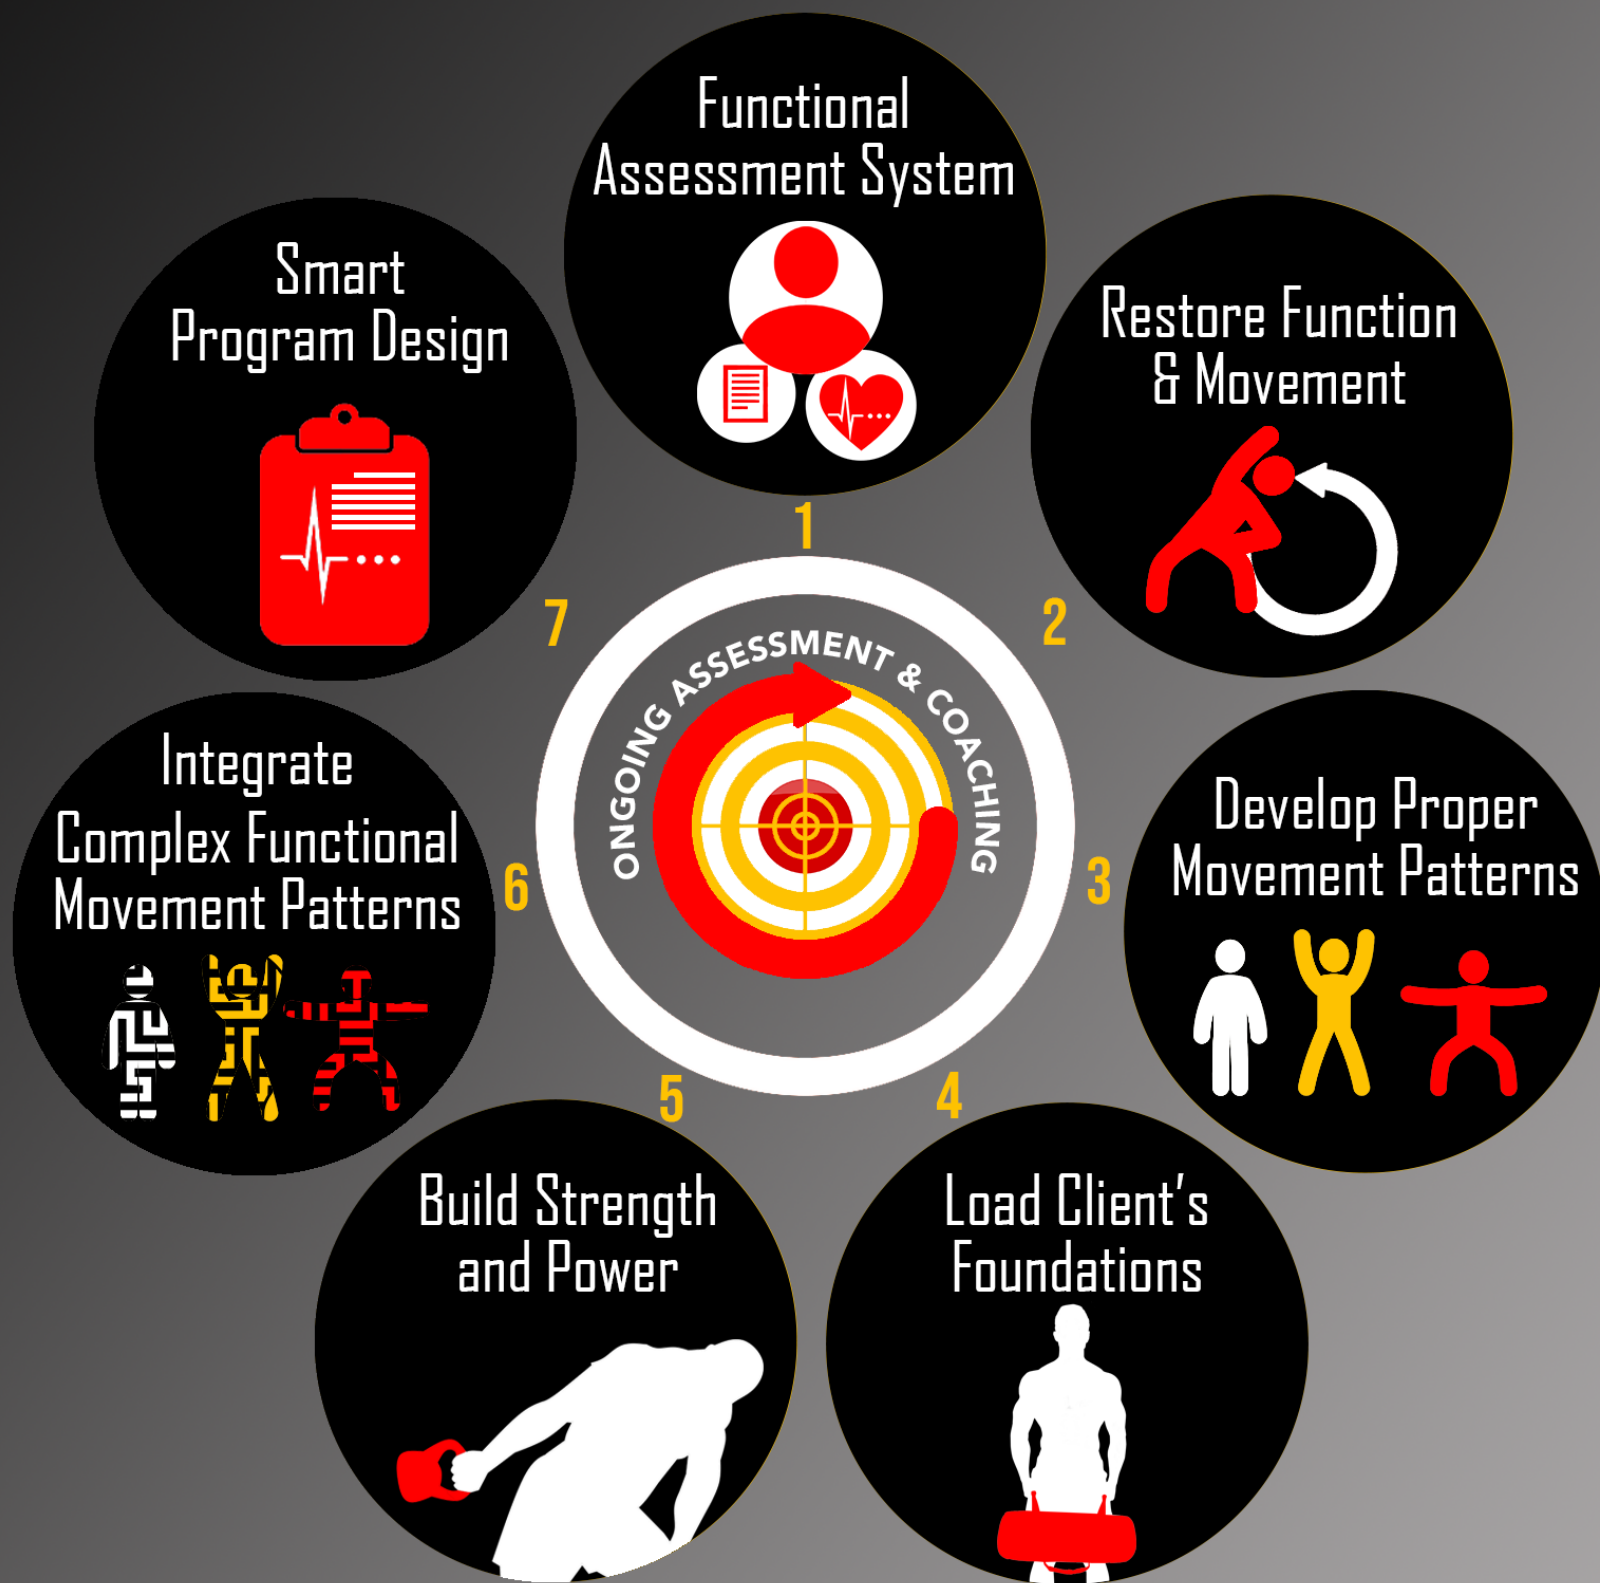 Functional
Assessment System
1
Restore Function
& Movement
2
Develop Proper
Movement Patterns
3
Load Client's
Foundations
4
Build Strength
and Power
5
Integrate
Complex Functional
Movement Patterns
6
Smart
Program Design
7
ONGOING ASSESSMENT & COACHING